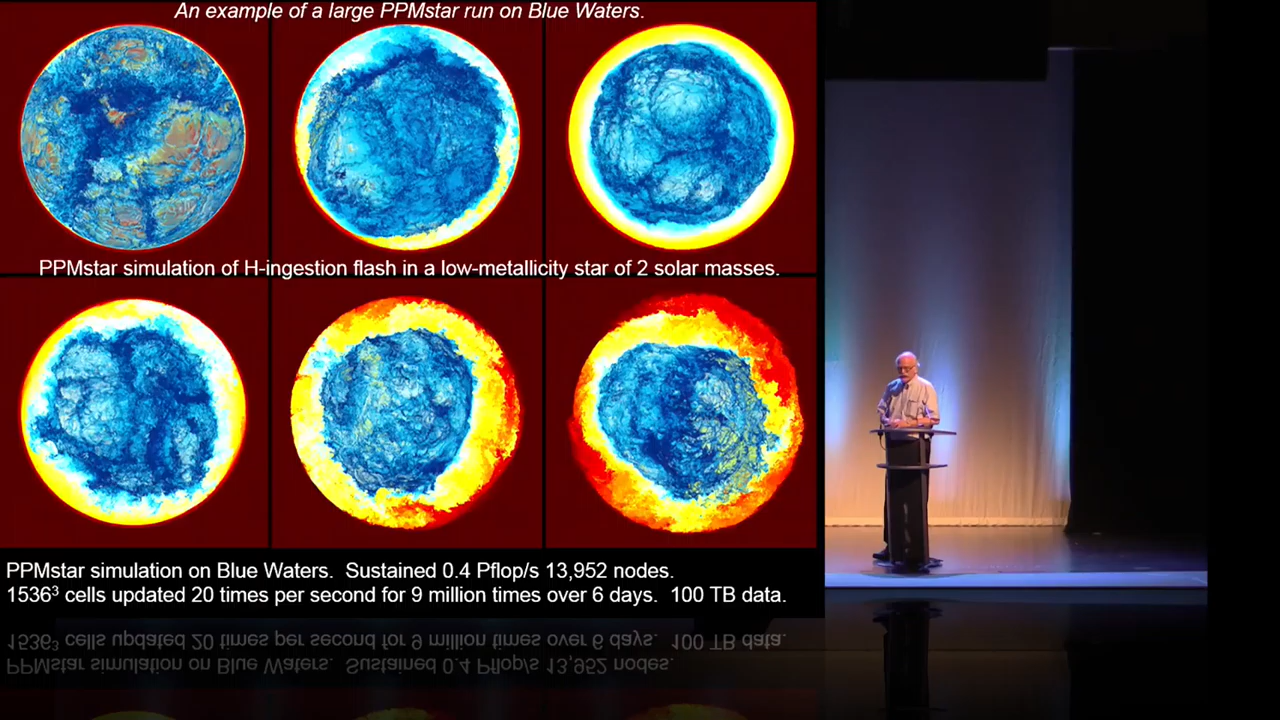 An example of a large PPMstar run on Blue Waters.
PPMstar simulation of H-ingestion flash in a low-metallicity star of 2 solar masses.
PPMstar simulation on Blue Waters.  Sustained 0.4 Pflop/s 13,952 nodes.
1536³ cells updated 20 times per second for 9 million times over 6 days.  100 TB data.